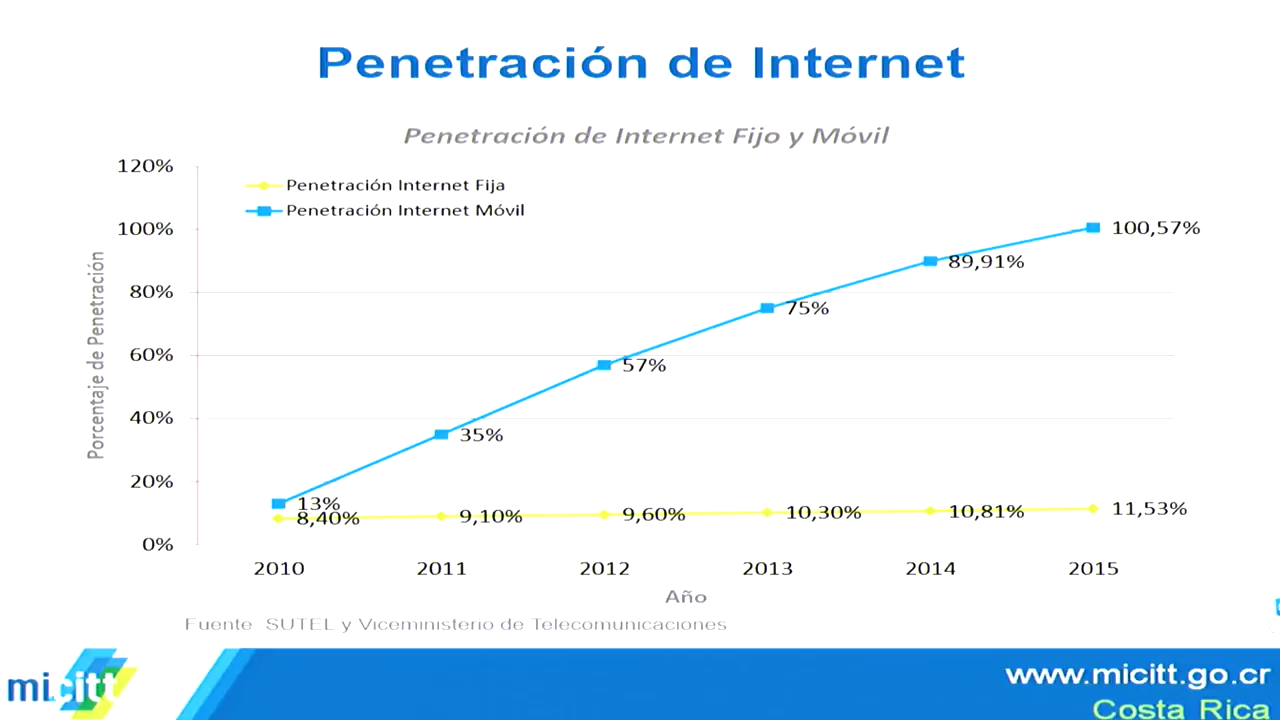 Penetración de Internet
Penetración de Internet Fijo y Móvil
120%
Penetración Internet Fija
Penetración Internet Móvil
100%
80%
60%
40%
20%
0%
Porcentaje de Penetración
100,57%
89,91%
75%
57%
35%
13%
8,40%
9,10%
9,60%
10,30%
10,81%
11,53%
2010
2011
2012
2013
2014
2015
Año
Fuente SUTEL y Viceministerio de Telecomunicaciones
micitt
www.micitt.go.cr
Costa Rica